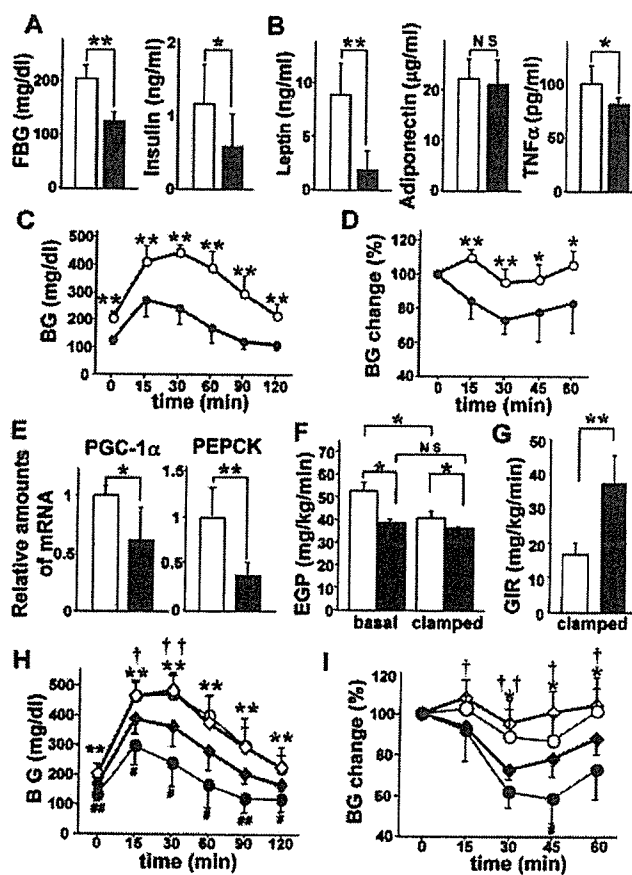 A
B
FBG (mg/dl)
200
100
0
**
Insulin (ng/ml)
2
1
0
*
Leptin (ng/ml)
10
5
0
**
Adiponectin (μg/ml)
20
0
NS
TNFα (pg/ml)
100
50
0
*
C
BG (mg/dl)
500
400
300
200
100
0
** ** ** ** ** **
0 15 30 60 90 120
time (min)
D
BG change (%)
120
100
80
60
40
** ** * *
0 15 30 45 60
time (min)
E
Relative amounts
of mRNA
PGC-1α
1
0.5
0
*
PEPCK
1.5
1
0.5
0
**
F
EGP (mg/kg/min)
70
60
50
40
30
20
10
0
*
NS
* *
basal clamped
G
GIR (mg/kg/min)
50
40
30
20
10
0
**
clamped
H
BG (mg/dl)
500
400
300
200
100
0
† ††
** ** ** ** ** **
## # # # ## #
0 15 30 60 90 120
time (min)
I
BG change (%)
120
100
80
60
40
† †† † †
* * *
#
0 15 30 45 60
time (min)